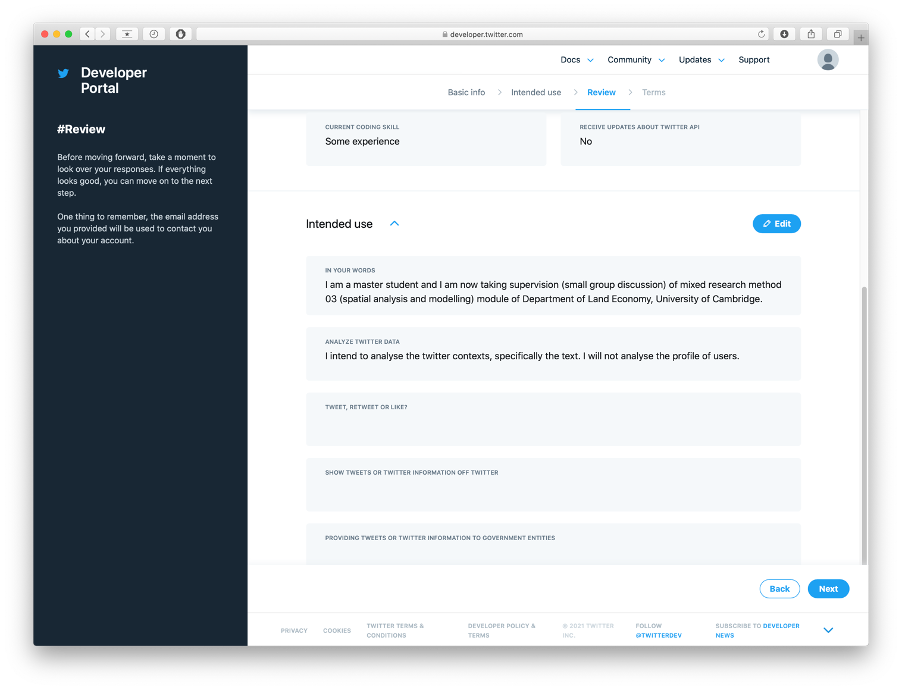 developer.twitter.com
Developer
Portal
#Review
Before moving forward, take a moment to
look over your responses. If everything
looks good, you can move on to the next
step.
One thing to remember, the email address
you provided will be used to contact you
about your account.
Docs Community Updates Support
Basic info Intended use Review Terms
CURRENT CODING SKILL
Some experience
RECEIVE UPDATES ABOUT TWITTER API
No
Intended use
Edit
IN YOUR WORDS
I am a master student and I am now taking supervision (small group discussion) of mixed research method
03 (spatial analysis and modelling) module of Department of Land Economy, University of Cambridge.
ANALYZE TWITTER DATA
I intend to analyse the twitter contexts, specifically the text. I will not analyse the profile of users.
TWEET, RETWEET OR LIKE?
SHOW TWEETS OR TWITTER INFORMATION OFF TWITTER
PROVIDING TWEETS OR TWITTER INFORMATION TO GOVERNMENT ENTITIES
Back Next
PRIVACY
COOKIES
TWITTER TERMS &
CONDITIONS
DEVELOPER POLICY &
TERMS
© 2021 TWITTER
INC.
FOLLOW
@TWITTERDEV
SUBSCRIBE TO DEVELOPER
NEWS